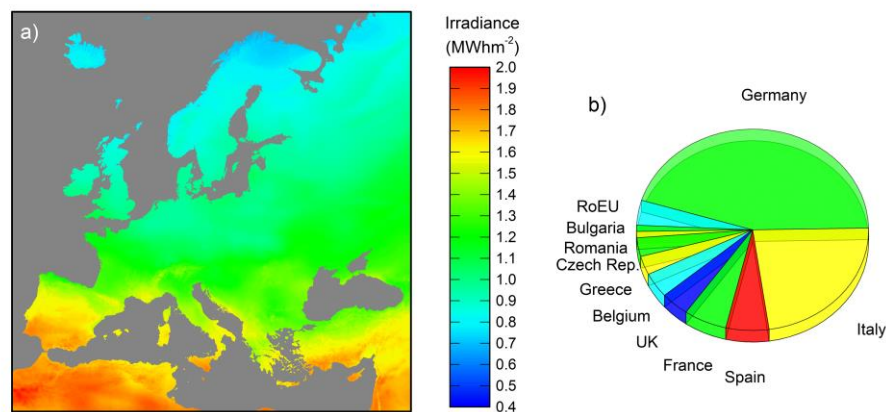 a)
Irradiance
(MWhm-2)
2.0
1.9
1.8
1.7
1.6
1.5
1.4
1.3
1.2
1.1
1.0
0.9
0.8
0.7
0.6
0.5
0.4
b)
Germany
RoEU
Bulgaria
Romania
Czech Rep.
Greece
Belgium
UK
France
Spain
Italy